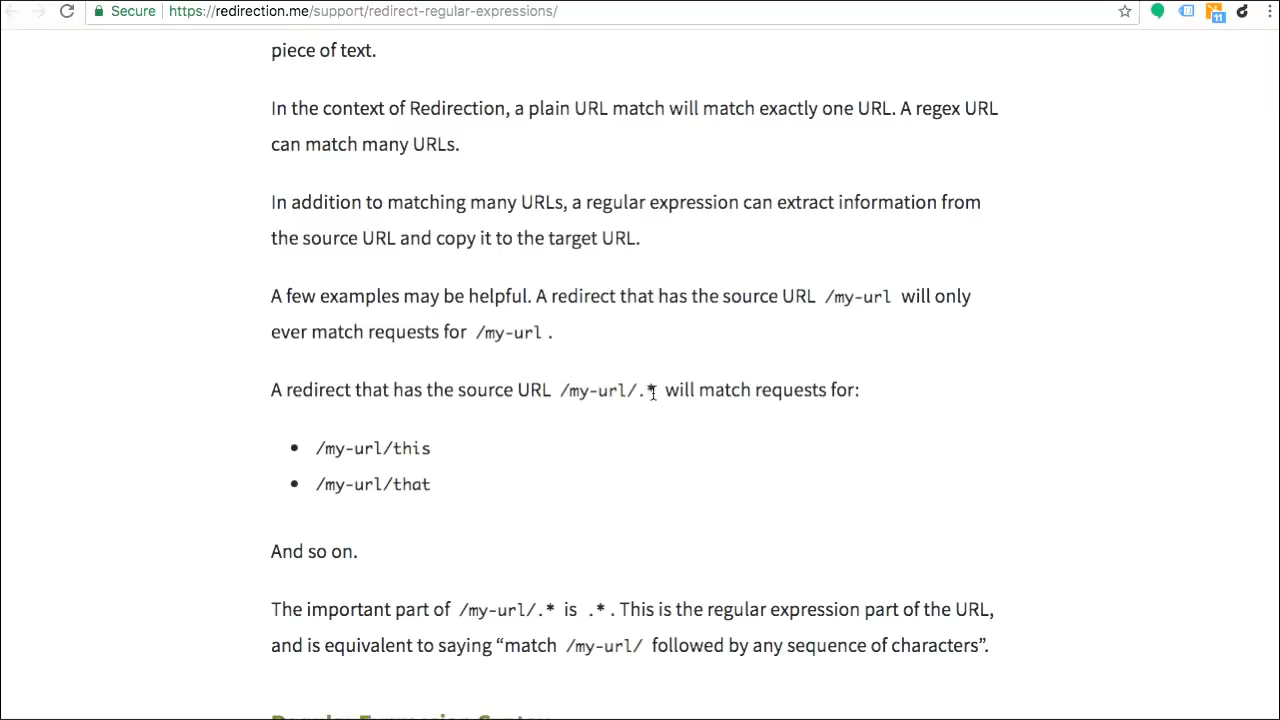 Secure
https://redirection.me/support/redirect-regular-expressions/
11
piece of text.
In the context of Redirection, a plain URL match will match exactly one URL. A regex URL
can match many URLs.
In addition to matching many URLs, a regular expression can extract information from
the source URL and copy it to the target URL.
A few examples may be helpful. A redirect that has the source URL /my-url will only
ever match requests for /my-url .
A redirect that has the source URL /my-url/.* will match requests for:
• /my-url/this
• /my-url/that
And so on.
The important part of /my-url/.* is .* . This is the regular expression part of the URL,
and is equivalent to saying “match /my-url/ followed by any sequence of characters”.